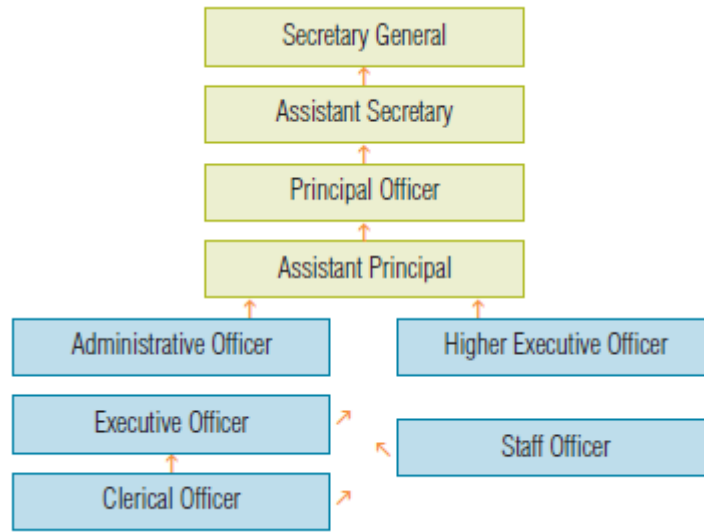 Secretary General
Assistant Secretary
Principal Officer
Assistant Principal
Administrative Officer
Higher Executive Officer
Executive Officer
Staff Officer
Clerical Officer